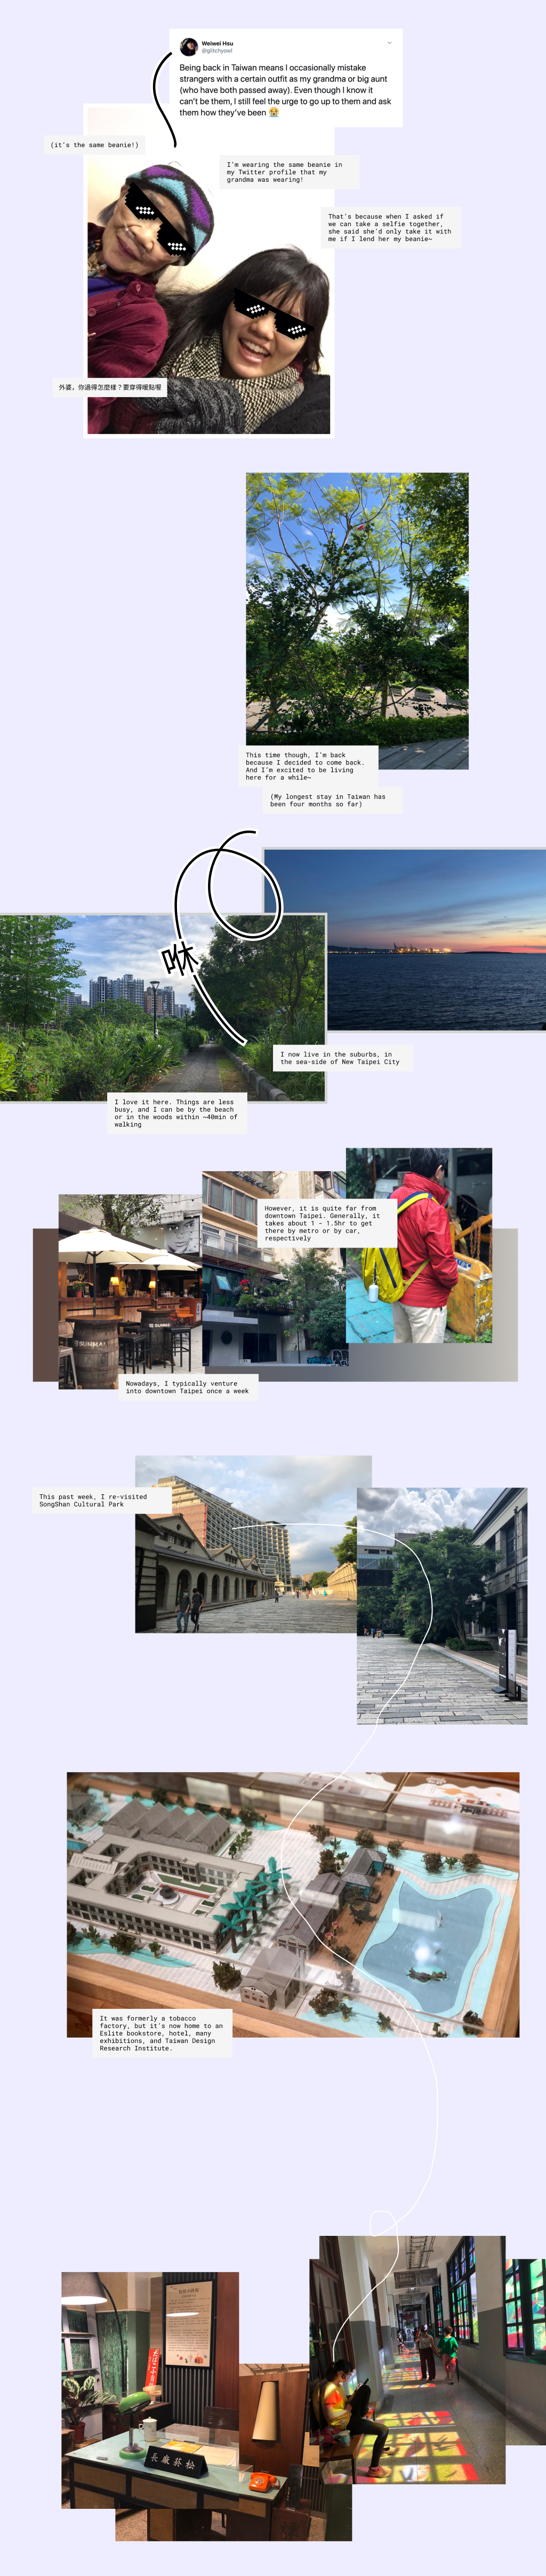 Weiwei Hsu
@glitchyowl
Being back in Taiwan means I occasionally mistake
strangers with a certain outfit as my grandma or big aunt
(who have both passed away). Even though I know it
can't be them, I still feel the urge to go up to them and ask
them how they've been 😭
(it's the same beanie!)
I'm wearing the same beanie in
my Twitter profile that my
grandma was wearing!
That's because when I asked if
we can take a selfie together,
she said she'd only take it with
me if I lend her my beanie~
外婆，你過得怎麼樣？要穿得暖點喔
This time though, I'm back
because I decided to come back.
And I'm excited to be living
here for a while~
(My longest stay in Taiwan has
been four months so far)
咻
I now live in the suburbs, in
the sea-side of New Taipei City
I love it here. Things are less
busy, and I can be by the beach
or in the woods within ~40min of
walking
However, it is quite far from
downtown Taipei. Generally, it
takes about 1 - 1.5hr to get
there by metro or by car,
respectively
SUNMAI
SUNMAI
Nowadays, I typically venture
into downtown Taipei once a week
This past week, I re-visited
SongShan Cultural Park
It was formerly a tobacco
factory, but it's now home to an
Eslite bookstore, hotel, many
exhibitions, and Taiwan Design
Research Institute.
長廠菸松